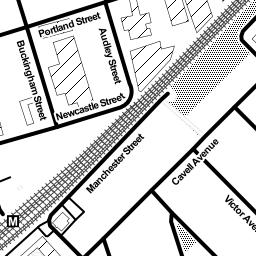 Portland Street
Audley Street
Buckingham Street
Newcastle Street
Manchester Street
Cavell Avenue
Victor Ave
M